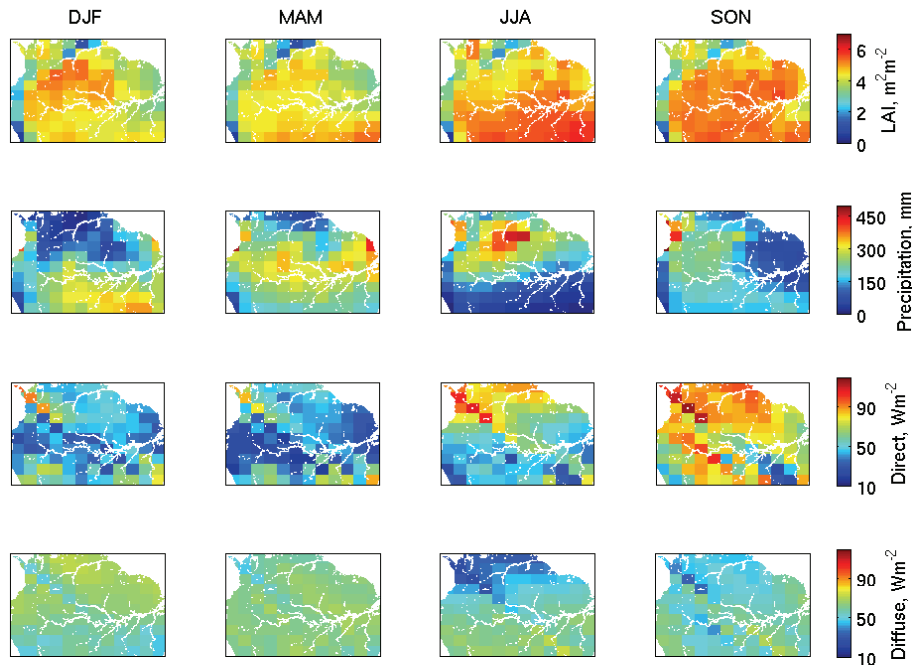 DJF MAM JJA SON
6
4
2
0
LAI, m²m⁻²
450
300
150
0
Precipitation, mm
90
50
10
Direct, Wm⁻²
90
50
10
Diffuse, Wm⁻²